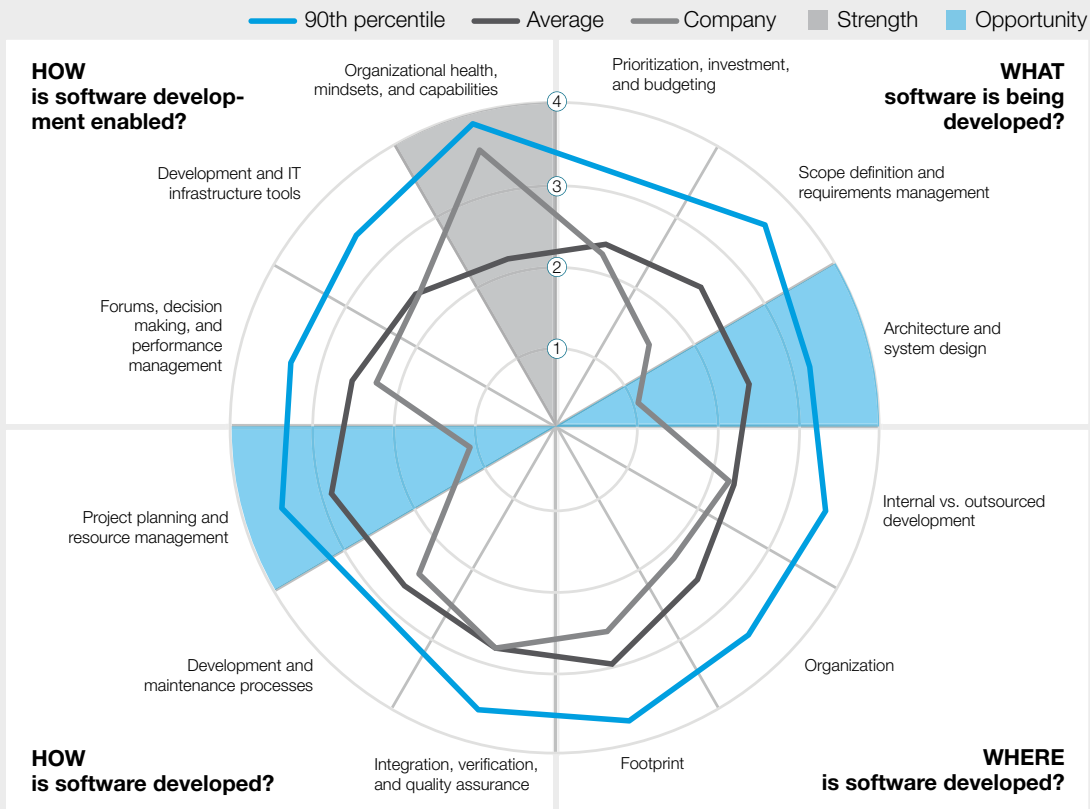 90th percentile
Average
Company
Strength
Opportunity
HOW
is software develop-
ment enabled?
Organizational health,
mindsets, and capabilities
Prioritization, investment,
and budgeting
WHAT
software is being
developed?
Development and IT
infrastructure tools
Scope definition and
requirements management
Forums, decision
making, and
performance
management
Architecture and
system design
4
3
2
1
Project planning and
resource management
Internal vs. outsourced
development
Development and
maintenance processes
Organization
HOW
is software developed?
Integration, verification,
and quality assurance
Footprint
WHERE
is software developed?